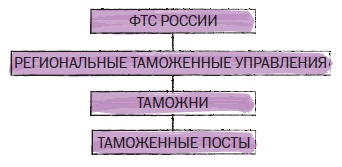 ФТС РОССИИ
РЕГИОНАЛЬНЫЕ ТАМОЖЕННЫЕ УПРАВЛЕНИЯ
ТАМОЖНИ
ТАМОЖЕННЫЕ ПОСТЫ